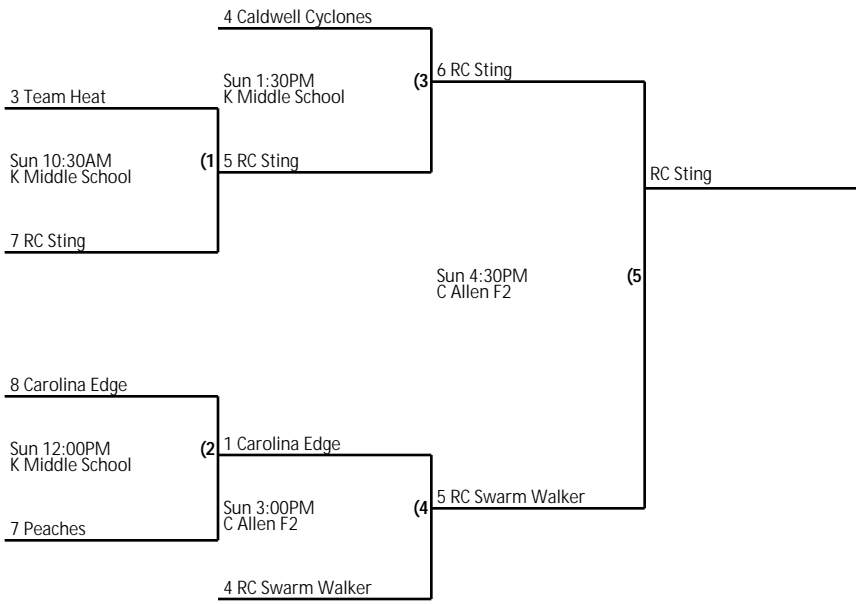 4 Caldwell Cyclones
Sun 1:30PM
K Middle School
(3
6 RC Sting
3 Team Heat
Sun 10:30AM
K Middle School
(1
5 RC Sting
7 RC Sting
RC Sting
Sun 4:30PM
C Allen F2
(5
8 Carolina Edge
Sun 12:00PM
K Middle School
(2
1 Carolina Edge
7 Peaches
Sun 3:00PM
C Allen F2
(4
5 RC Swarm Walker
4 RC Swarm Walker